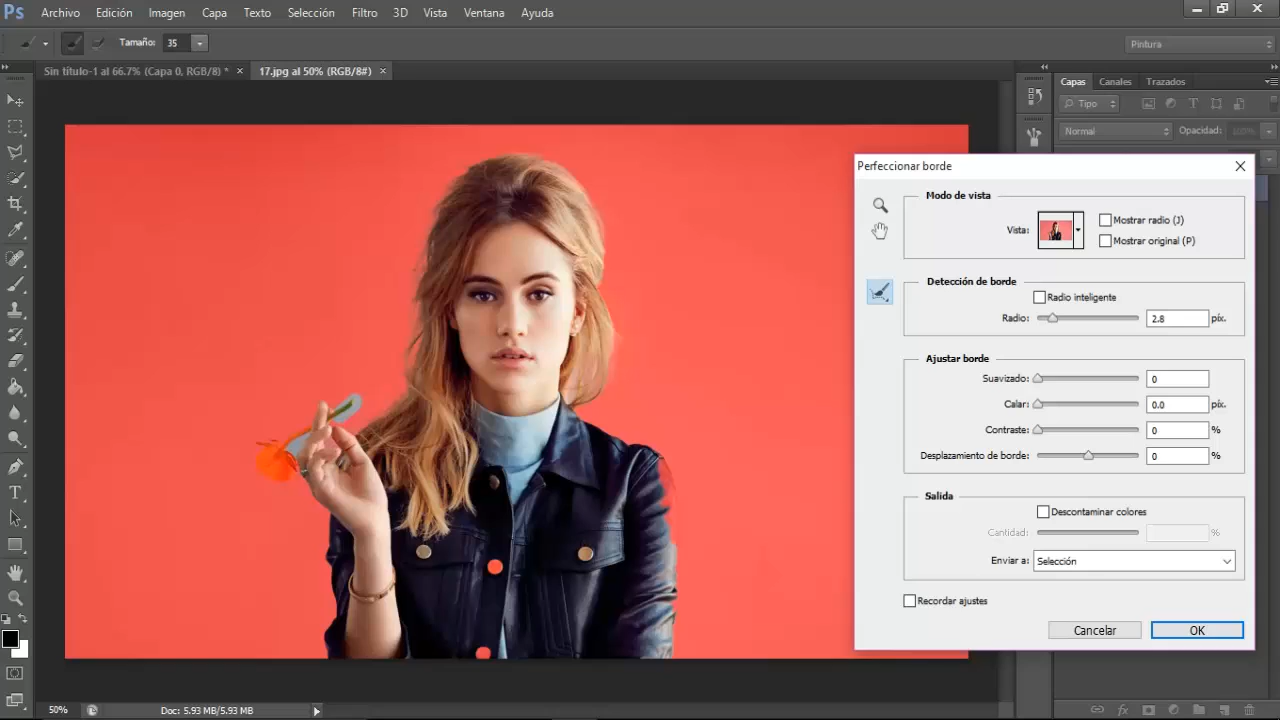 Ps Archivo Edición Imagen Capa Texto Selección Filtro 3D Vista Ventana Ayuda
Tamaño: 35 Pintura
Sin título-1 al 66.7% (Capa 0, RGB/8) * × 17.jpg al 50% (RGB/8#) ×
Capas Canales Trazados
Tipo
Normal Opacidad: 100%
Perfeccionar borde
Modo de vista
Vista: Mostrar radio (J)
Mostrar original (P)
Detección de borde
Radio inteligente
Radio: 2.8 píx.
Ajustar borde
Suavizado: 0
Calar: 0.0 píx.
Contraste: 0 %
Desplazamiento de borde: 0 %
Salida
Descontaminar colores
Cantidad: %
Enviar a: Selección
Recordar ajustes
Cancelar OK
50% Doc: 5.93 MB/5.93 MB